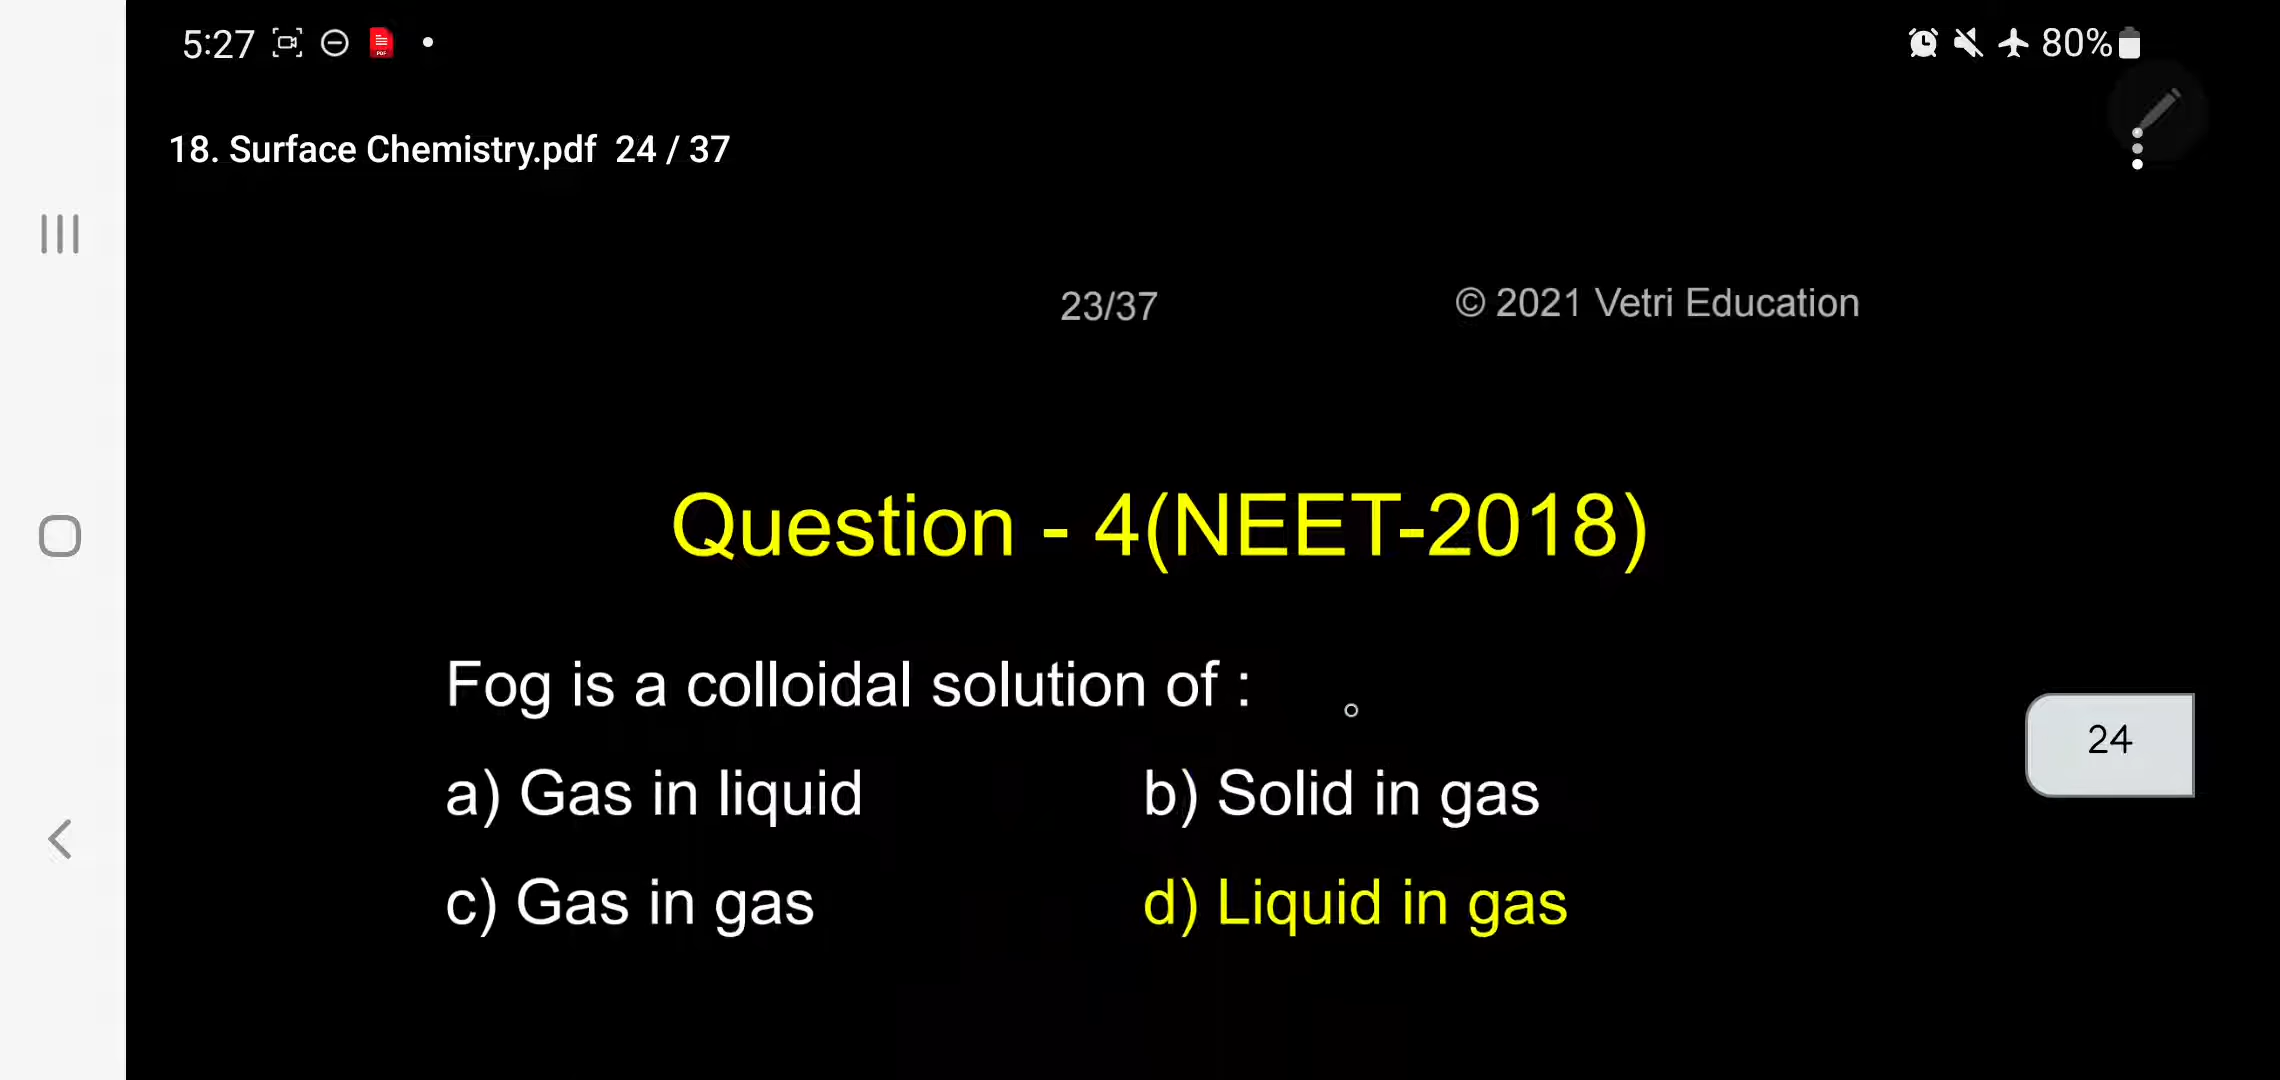 5:27 80%
18. Surface Chemistry.pdf 24 / 37
23/37 © 2021 Vetri Education
Question - 4(NEET-2018)
Fog is a colloidal solution of :
24
a) Gas in liquid b) Solid in gas
c) Gas in gas d) Liquid in gas